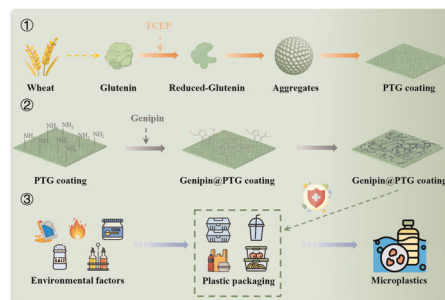 ①
TCEP
Wheat Glutenin Reduced-Glutenin Aggregates PTG coating
②
NH₂ NH₂ NH₂ NH₂ NH₂ NH₂
Genipin
PTG coating Genipin@PTG coating Genipin@PTG coating
③
Environmental factors Plastic packaging Microplastics